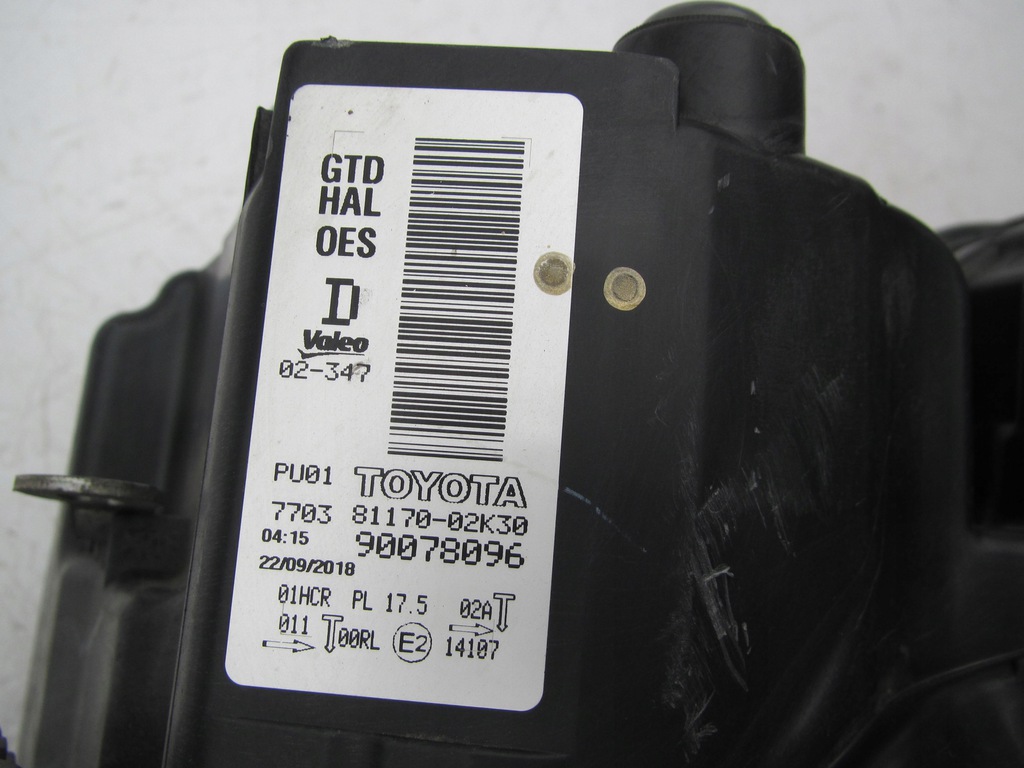 GTD
HAL
OES
D
Valeo
02-347
PU01 TOYOTA
7703 81170-02K30
04:15 90078096
22/09/2018
01HCR PL 17.5 02A
011 00RL E2 14107